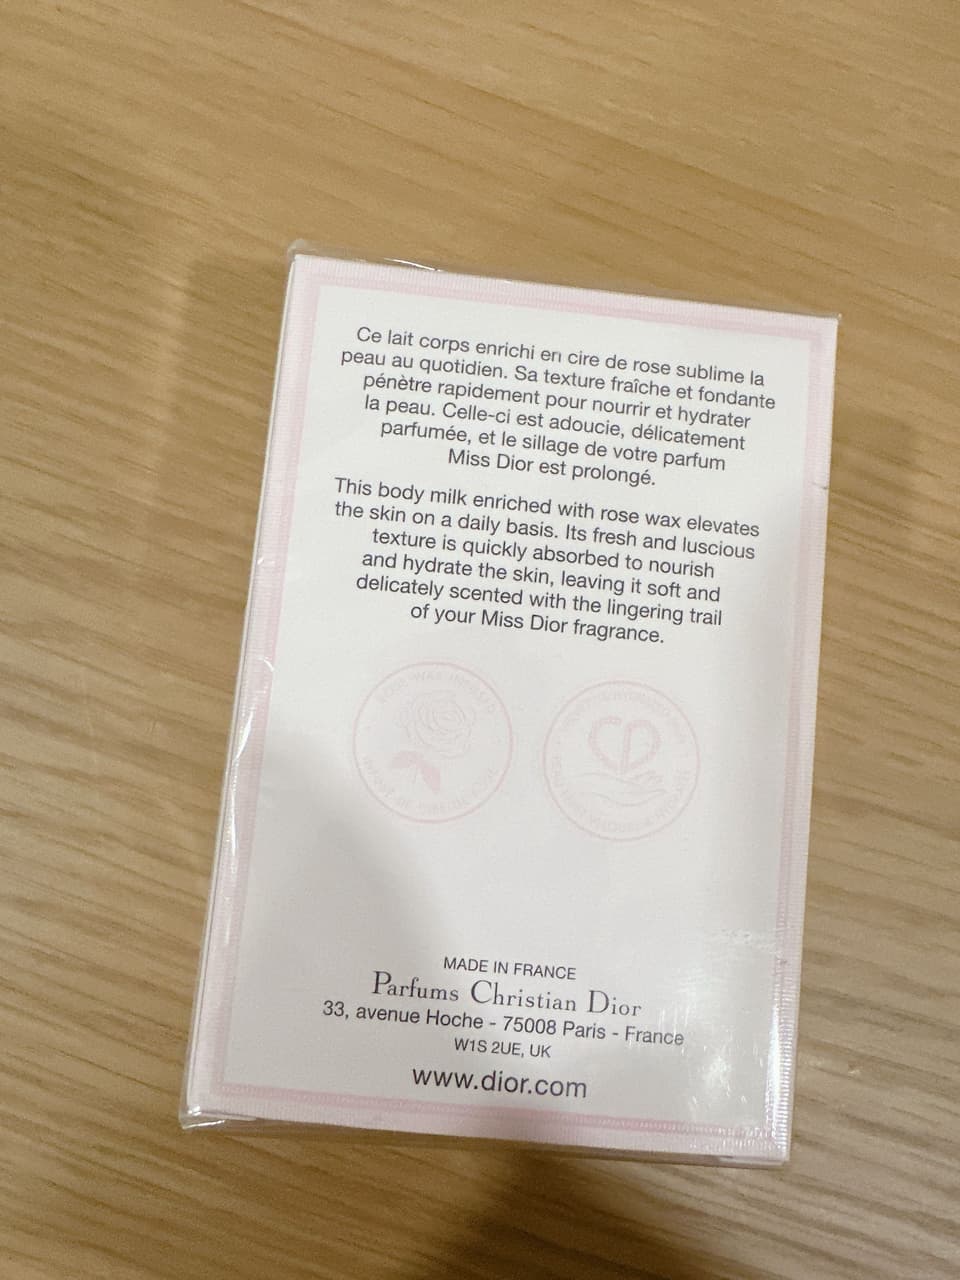 Ce lait corps enrichi en cire de rose sublime la
peau au quotidien. Sa texture fraîche et fondante
pénètre rapidement pour nourrir et hydrater
la peau. Celle-ci est adoucie, délicatement
parfumée, et le sillage de votre parfum
Miss Dior est prolongé.
This body milk enriched with rose wax elevates
the skin on a daily basis. Its fresh and luscious
texture is quickly absorbed to nourish
and hydrate the skin, leaving it soft and
delicately scented with the lingering trail
of your Miss Dior fragrance.
CD
MADE IN FRANCE
Parfums Christian Dior
33, avenue Hoche - 75008 Paris - France
W1S 2UE, UK
www.dior.com